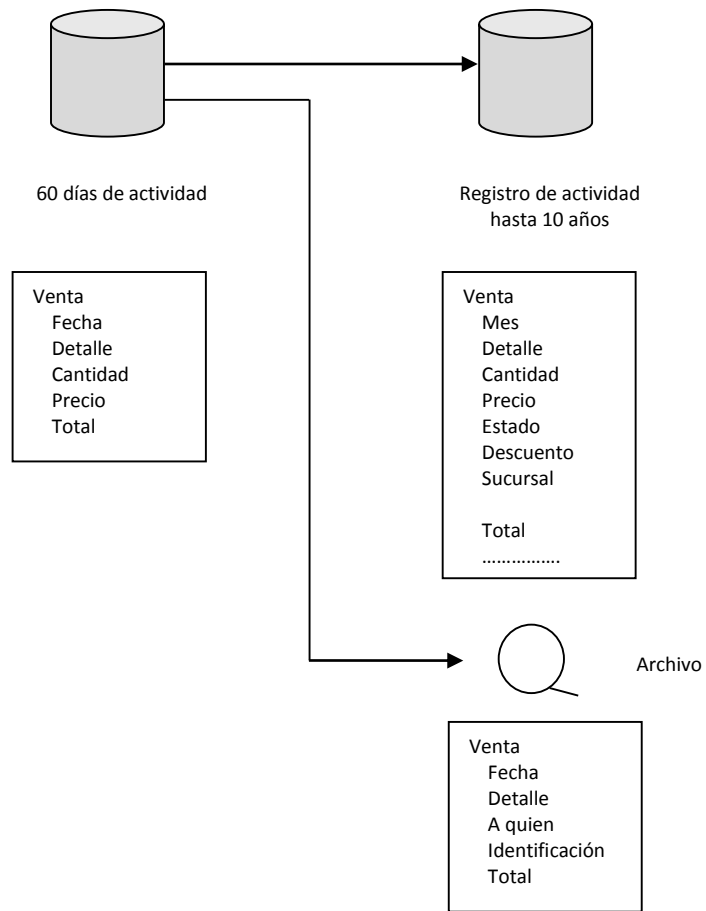 60 días de actividad
Registro de actividad
hasta 10 años
Venta
Fecha
Detalle
Cantidad
Precio
Total
Venta
Mes
Detalle
Cantidad
Precio
Estado
Descuento
Sucursal
Total
…………….
Archivo
Venta
Fecha
Detalle
A quien
Identificación
Total